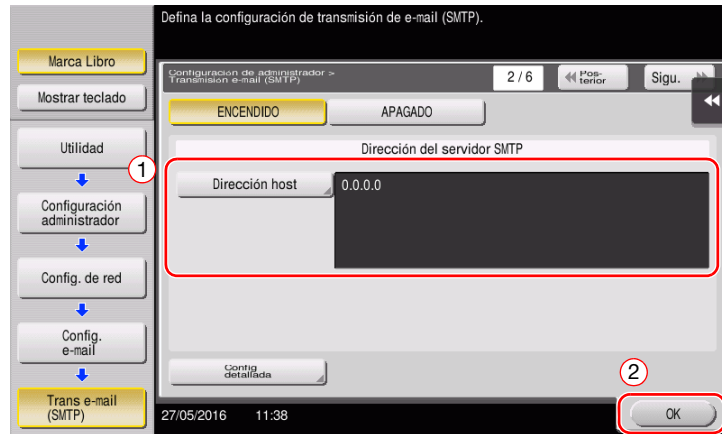 Defina la configuración de transmisión de e-mail (SMTP).
Marca Libro
Mostrar teclado
Utilidad
Configuración
administrador
Config. de red
Config.
e-mail
Trans e-mail
(SMTP)
Configuración de administrador >
Transmisión e-mail (SMTP)
2 / 6
Pos-
terior
Sigu.
ENCENDIDO
APAGADO
Dirección del servidor SMTP
1
Dirección host
0.0.0.0
Config
detallada
2
27/05/2016 11:38
OK